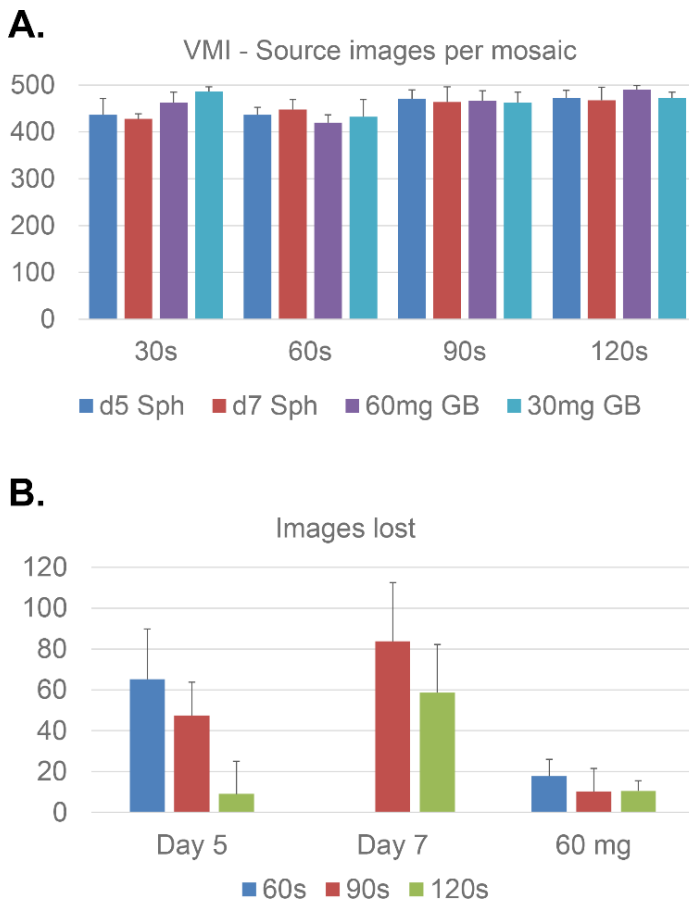 A.
VMI - Source images per mosaic
500
400
300
200
100
0
30s 60s 90s 120s
d5 Sph d7 Sph 60mg GB 30mg GB
B.
Images lost
120
100
80
60
40
20
0
Day 5 Day 7 60 mg
60s 90s 120s